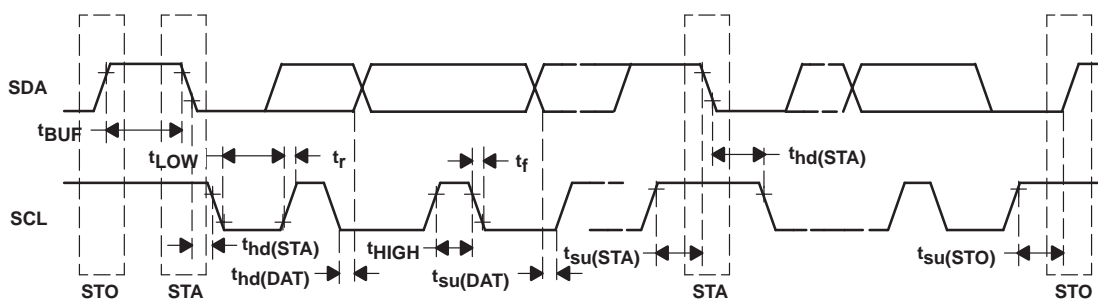 SDA
tBUF
tLOW
tr
tf
thd(STA)
SCL
thd(STA)
tHIGH
tsu(STA)
tsu(STO)
thd(DAT)
tsu(DAT)
STO
STA
STA
STO